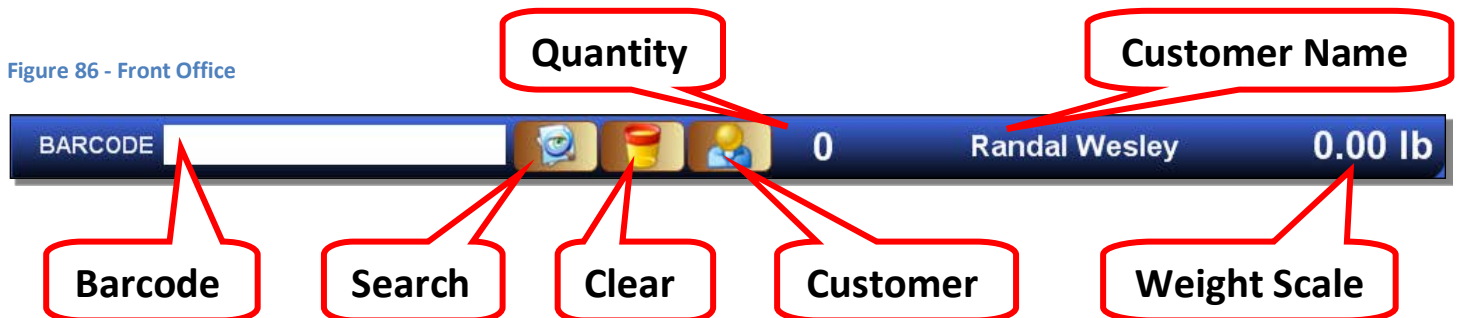 Quantity
Customer Name
Figure 86 - Front Office
BARCODE 0 Randal Wesley 0.00 lb
Barcode Search Clear Customer Weight Scale